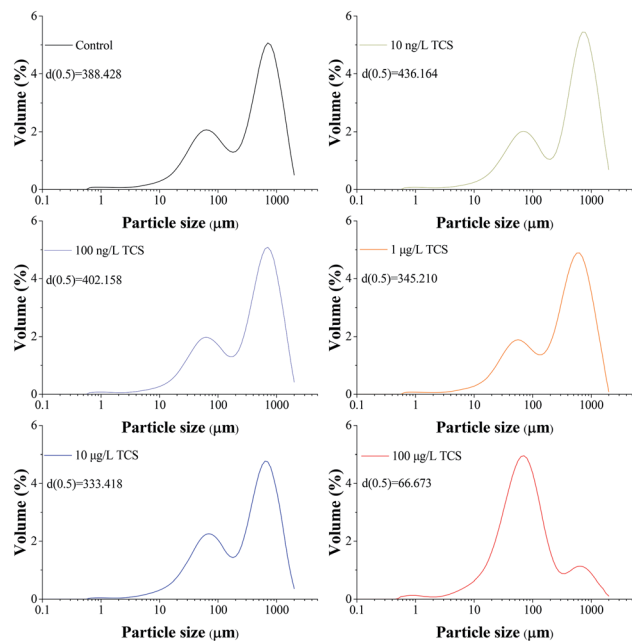 6
4
2
0
Volume (%)
Control
d(0.5)=388.428
0.1 1 10 100 1000
Particle size (μm)
6
4
2
0
Volume (%)
10 ng/L TCS
d(0.5)=436.164
0.1 1 10 100 1000
Particle size (μm)
6
4
2
0
Volume (%)
100 ng/L TCS
d(0.5)=402.158
0.1 1 10 100 1000
Particle size (μm)
6
4
2
0
Volume (%)
1 μg/L TCS
d(0.5)=345.210
0.1 1 10 100 1000
Particle size (μm)
6
4
2
0
Volume (%)
10 μg/L TCS
d(0.5)=333.418
0.1 1 10 100 1000
Particle size (μm)
6
4
2
0
Volume (%)
100 μg/L TCS
d(0.5)=66.673
0.1 1 10 100 1000
Particle size (μm)